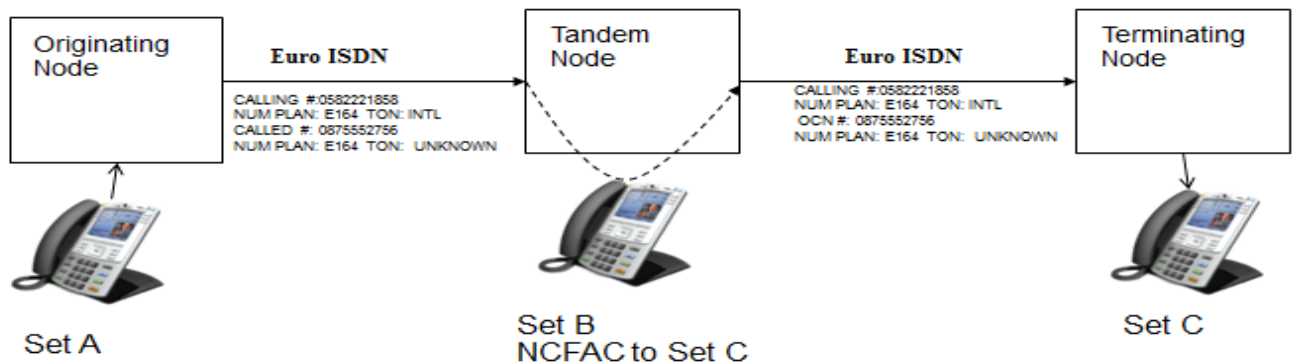 Originating
Node
Euro ISDN
CALLING #:0582221858
NUM PLAN: E164 TON: INTL
CALLED #: 0875552756
NUM PLAN: E164 TON: UNKNOWN
Tandem
Node
Euro ISDN
CALLING #:0582221858
NUM PLAN: E164 TON: INTL
OCN #: 0875552756
NUM PLAN: E164 TON: UNKNOWN
Terminating
Node
Set A
Set B
NCFAC to Set C
Set C